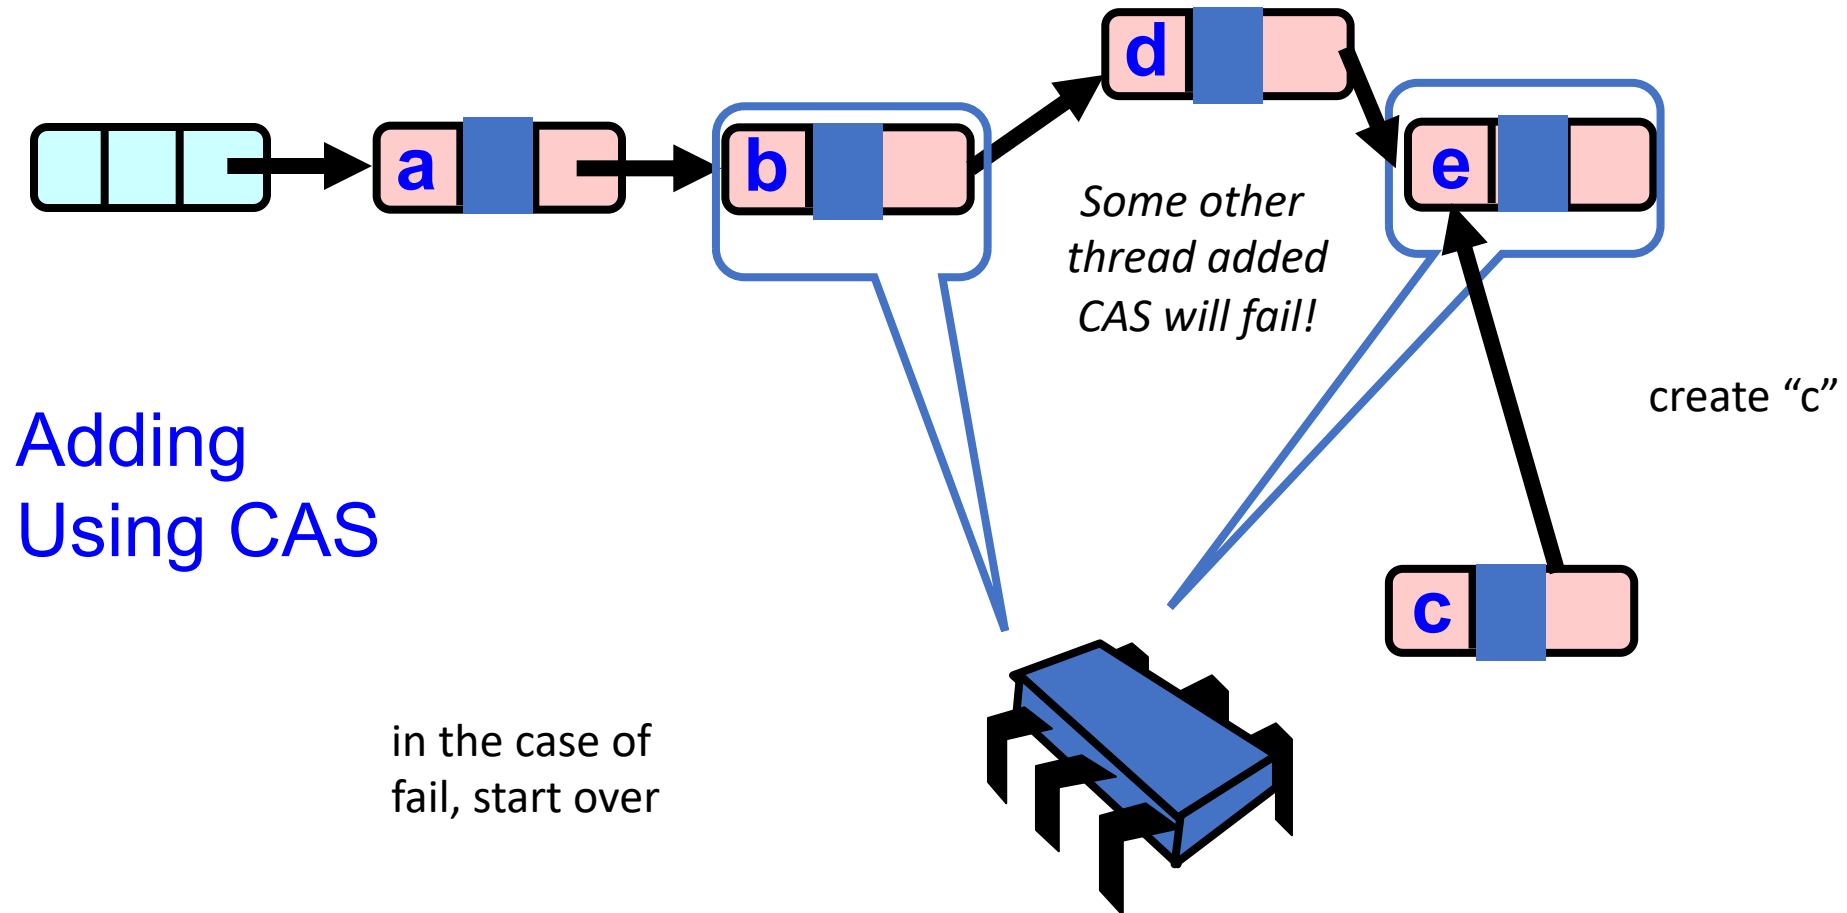 d
a
b
e
Some other
thread added
CAS will fail!
create “c”
Adding
Using CAS
c
in the case of
fail, start over